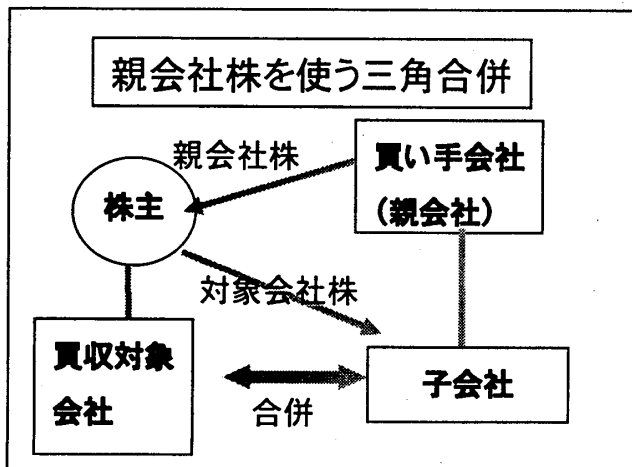 親会社株を使う三角合併
親会社株
買い手会社
(親会社)
株主
対象会社株
買収対象
会社
合併
子会社